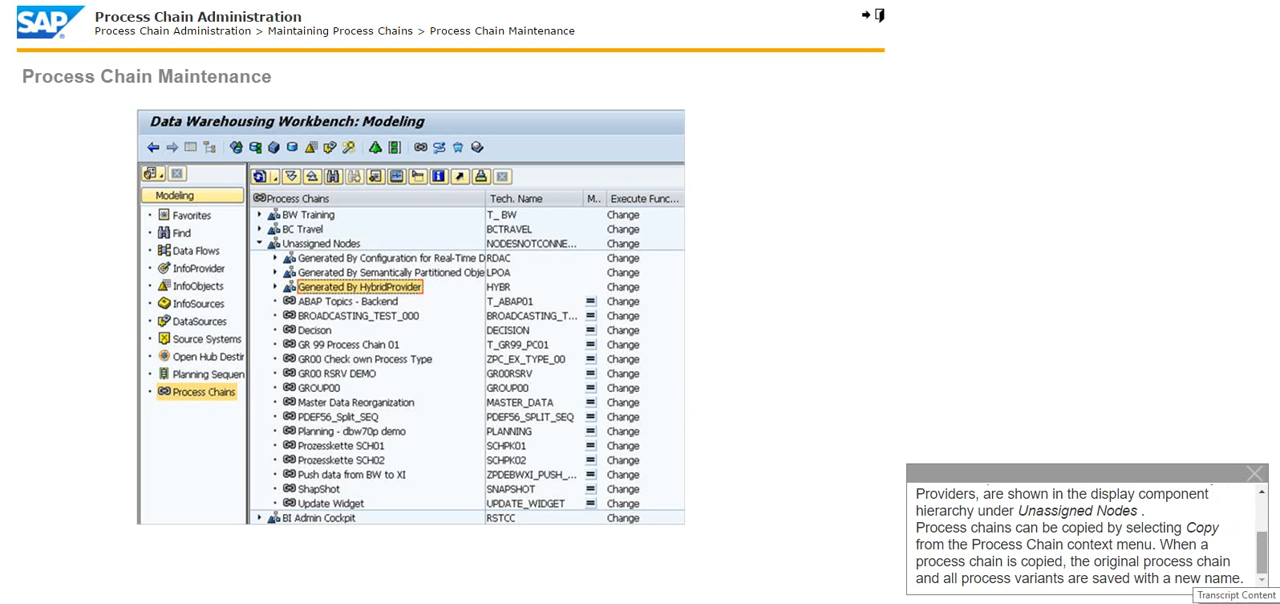 SAP
Process Chain Administration
Process Chain Administration > Maintaining Process Chains > Process Chain Maintenance
Process Chain Maintenance
Data Warehousing Workbench: Modeling
Modeling
Favorites
Find
Data Flows
InfoProvider
InfoObjects
InfoSources
DataSources
Source Systems
Open Hub Destir
Planning Sequen
Process Chains
Process Chains Tech. Name M.. Execute Func...
BW Training T_ BW Change
BC Travel BCTRAVEL Change
Unassigned Nodes NODESNOTCONNE... Change
Generated By Configuration for Real-Time D RDAC Change
Generated By Semantically Partitioned Obje LPOA Change
Generated By HybridProvider HYBR Change
ABAP Topics - Backend T_ABAP01 Change
BROADCASTING_TEST_000 BROADCASTING_T... Change
Decison DECISION Change
GR 99 Process Chain 01 T_GR99_PC01 Change
GR00 Check own Process Type ZPC_EX_TYPE_00 Change
GR00 RSRV DEMO GR00RSRV Change
GROUP00 GROUP00 Change
Master Data Reorganization MASTER_DATA Change
PDEF56_Split_SEQ PDEF56_SPLIT_SEQ Change
Planning - dbw70p demo PLANNING Change
Prozesskette SCH01 SCHPK01 Change
Prozesskette SCH02 SCHPK02 Change
Push data from BW to XI ZPDEBWXI_PUSH_... Change
ShapShot SNAPSHOT Change
Update Widget UPDATE_WIDGET Change
BI Admin Cockpit RSTCC Change
Providers, are shown in the display component
hierarchy under Unassigned Nodes .
Process chains can be copied by selecting Copy
from the Process Chain context menu. When a
process chain is copied, the original process chain
and all process variants are saved with a new name.
Transcript Content